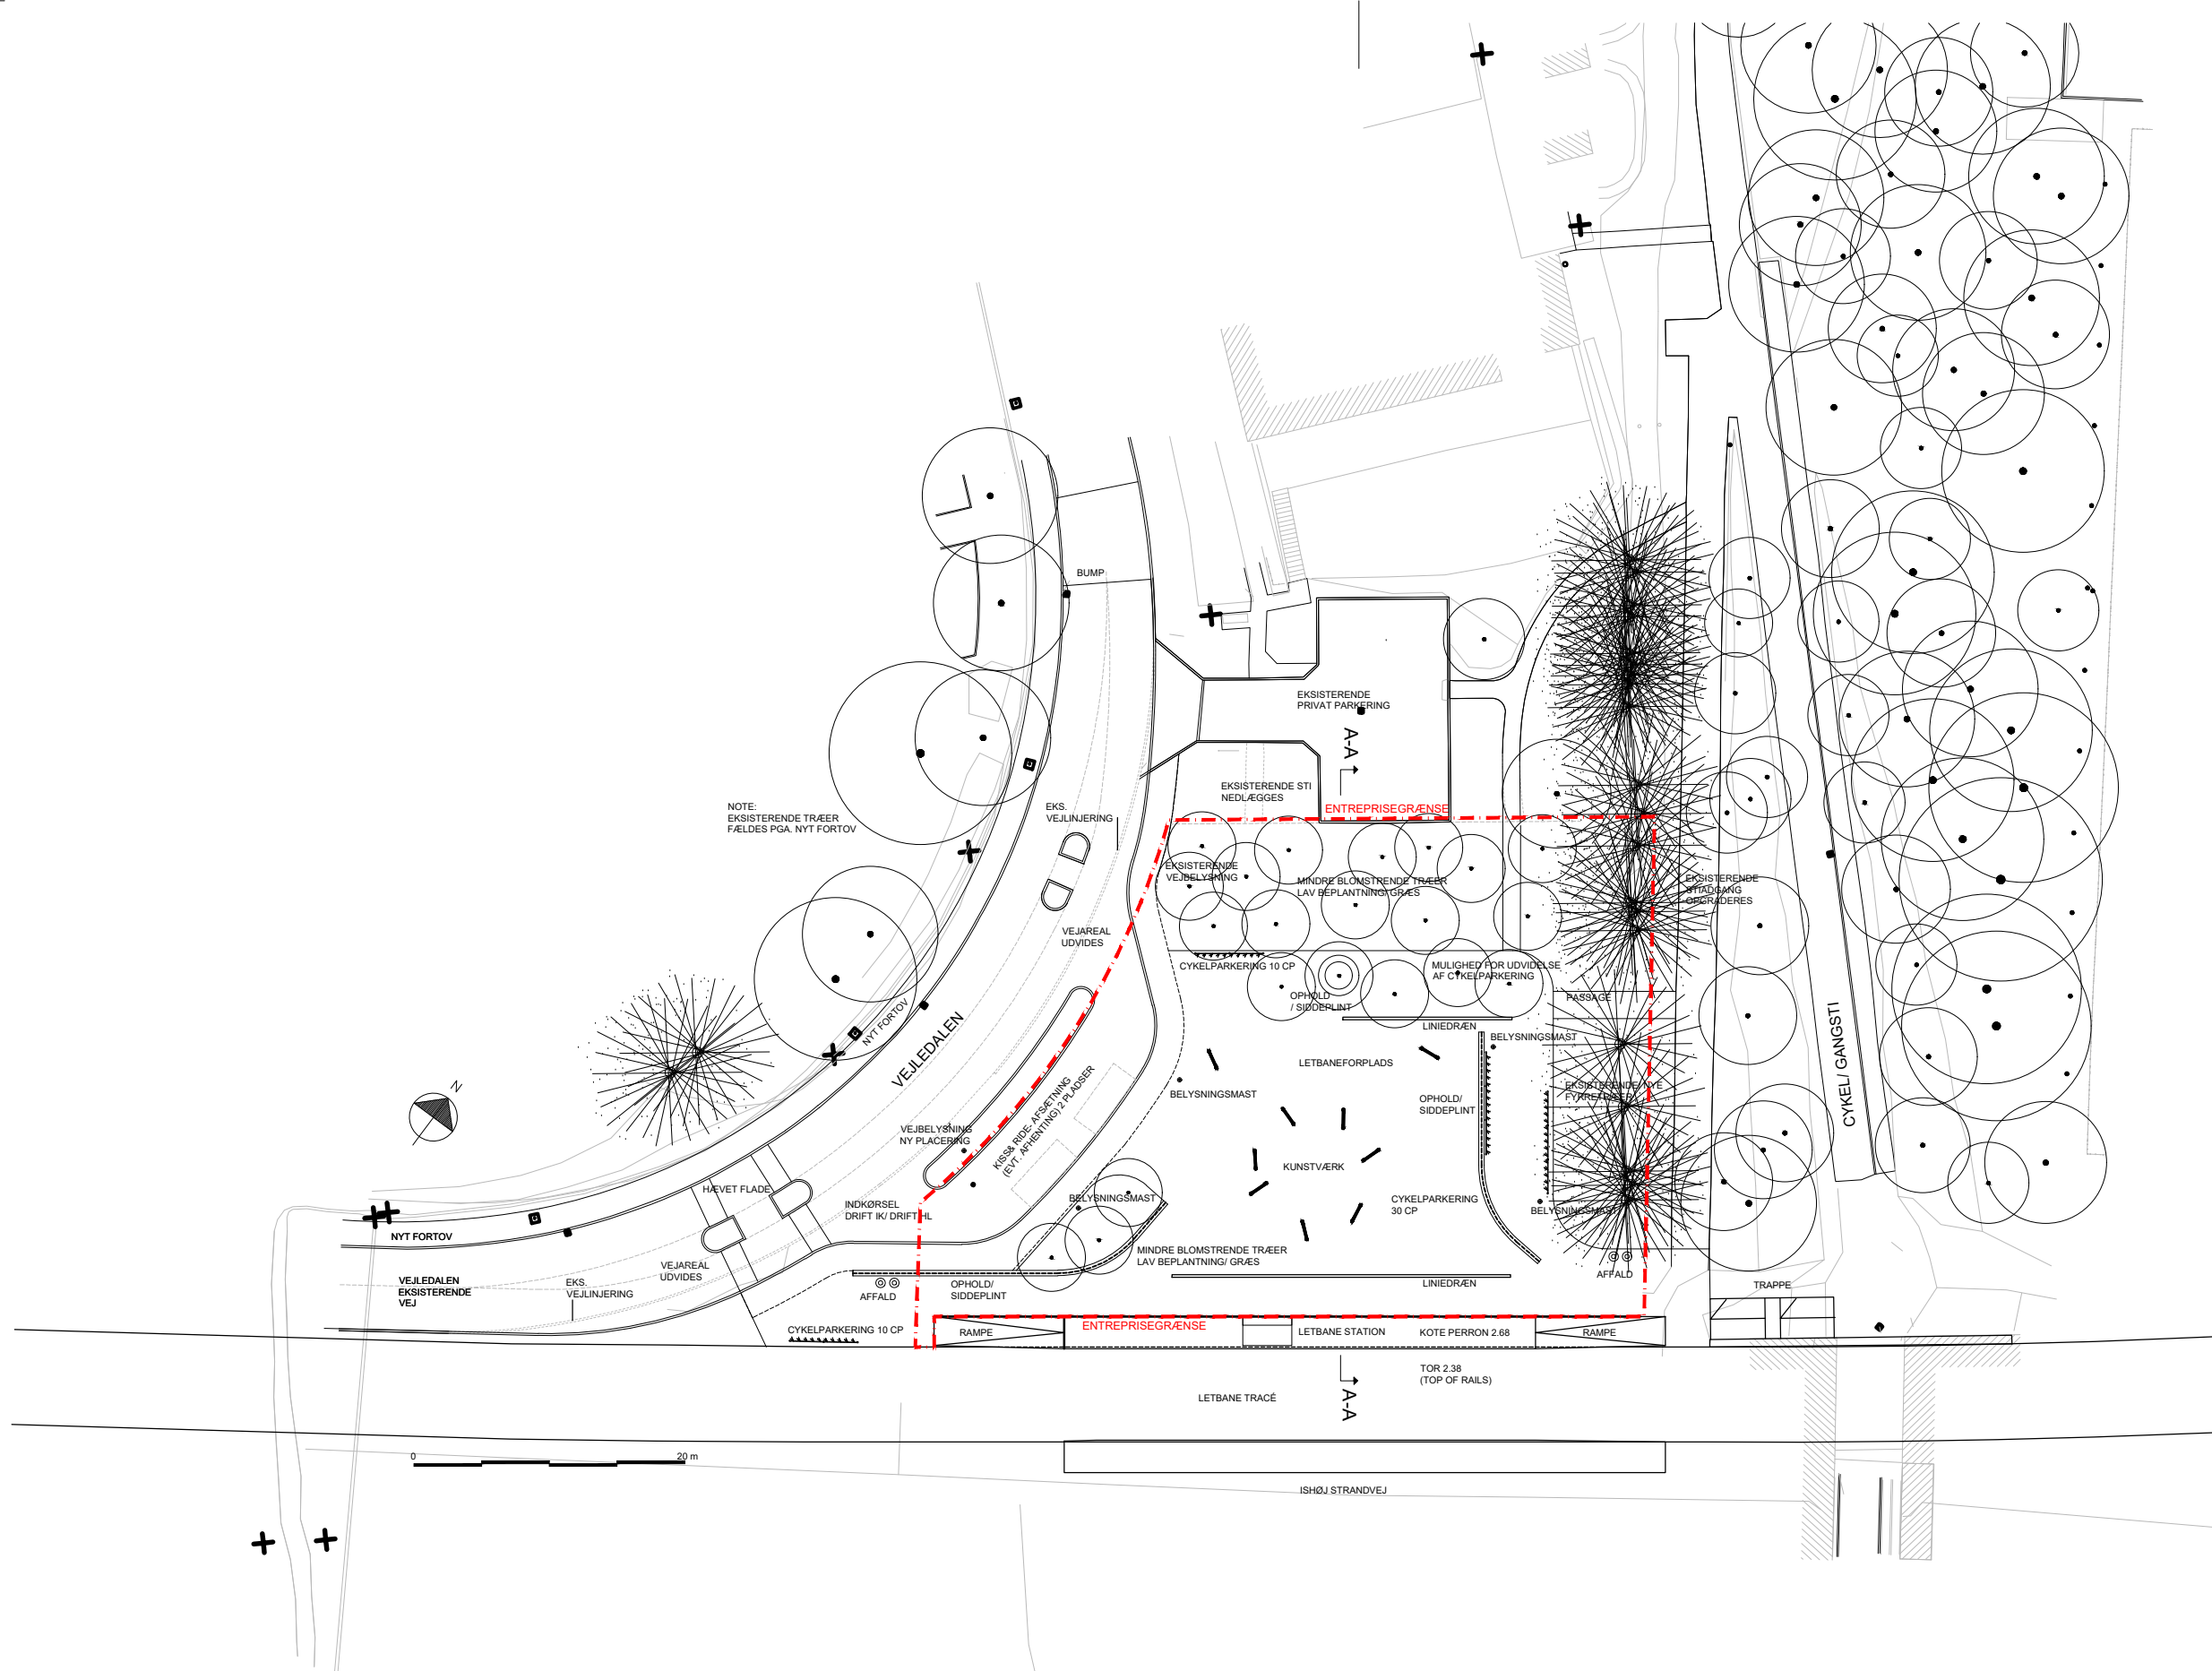 BUMP
EKSISTERENDE
PRIVAT PARKERING
A-A
EKSISTERENDE STI
NEDLÆGGES
ENTREPRISEGRÆNSE
NOTE:
EKSISTERENDE TRÆER
FÆLDES PGA. NYT FORTOV
EKS.
VEJLINJERING
EKSISTERENDE
VEJBELYSNING
MINDRE BLOMSTRENDE TRÆER
LAV BEPLANTNING/ GRÆS
EKSISTERENDE
STIADGANG
OPGRADERES
VEJAREAL
UDVIDES
CYKELPARKERING 10 CP
MULIGHED FOR UDVIDELSE
AF CYKELPARKERING
OPHOLD
/ SIDDEPLINT
PASSAGE
NYT FORTOV
VEJLEDALEN
LINIEDRÆN
BELYSNINGSMAST
LETBANEFORPLADS
CYKEL/ GANGSTI
N
BELYSNINGSMAST
OPHOLD/
SIDDEPLINT
EKSISTERENDE/ NYE
FYRRETRÆER
VEJBELYSNING
NY PLACERING
KISS& RIDE- AFSÆTNING
(EVT. AFHENTING) 2 PLADSER
KUNSTVÆRK
HÆVET FLADE
INDKØRSEL
DRIFT IK/ DRIFT HL
BELYSNINGSMAST
CYKELPARKERING
30 CP
BELYSNINGSMAST
NYT FORTOV
MINDRE BLOMSTRENDE TRÆER
LAV BEPLANTNING/ GRÆS
VEJAREAL
UDVIDES
VEJLEDALEN
EKSISTERENDE
VEJ
EKS.
VEJLINJERING
AFFALD
OPHOLD/
SIDDEPLINT
LINIEDRÆN
AFFALD
TRAPPE
CYKELPARKERING 10 CP
RAMPE
ENTREPRISEGRÆNSE
LETBANE STATION
KOTE PERRON 2.68
RAMPE
TOR 2.38
(TOP OF RAILS)
A-A
LETBANE TRACÉ
0
20 m
ISHØJ STRANDVEJ